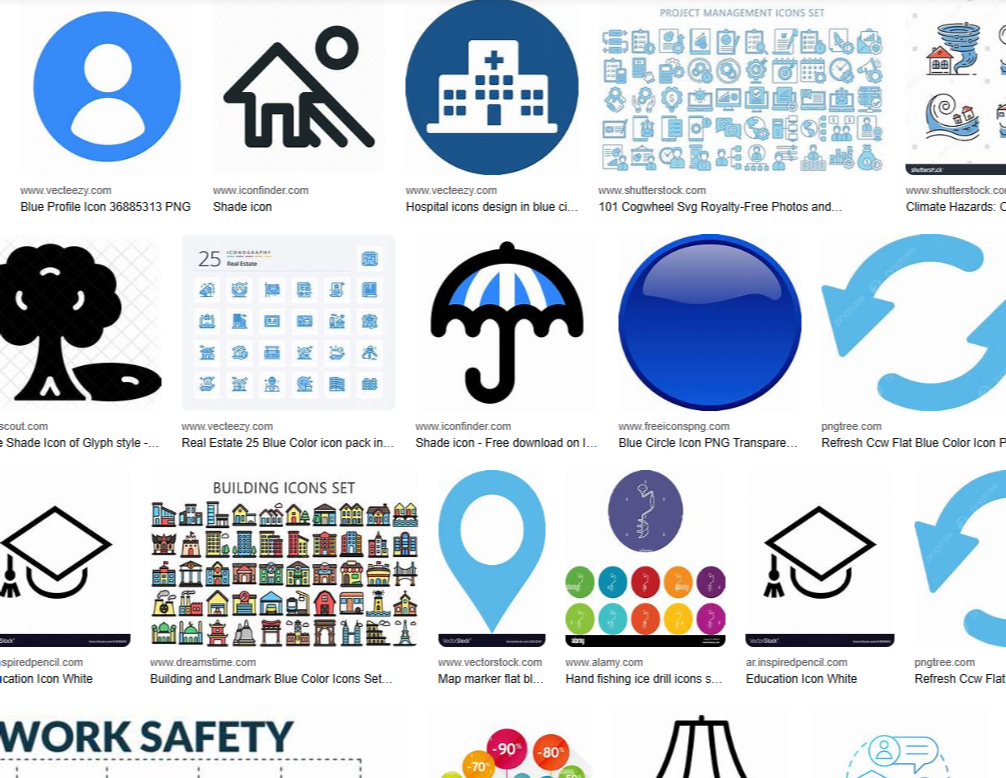 PROJECT MANAGEMENT ICONS SET
shutterstock
www.vecteezy.com
Blue Profile Icon 36885313 PNG
www.iconfinder.com
Shade icon
www.vecteezy.com
Hospital icons design in blue ci...
www.shutterstock.com
101 Cogwheel Svg Royalty-Free Photos and...
www.shutterstock.co
Climate Hazards: C
25
ICONOGRAPHY
Real Estate
scout.com
e Shade Icon of Glyph style -...
www.vecteezy.com
Real Estate 25 Blue Color icon pack in...
www.iconfinder.com
Shade icon - Free download on I...
www.freeiconspng.com
Blue Circle Icon PNG Transpare...
pngtree.com
Refresh Ccw Flat Blue Color Icon P
BUILDING ICONS SET
VectorStock
alamy
VectorStock
spiredpencil.com
ucation Icon White
www.dreamstime.com
Building and Landmark Blue Color Icons Set...
www.vectorstock.com
Map marker flat bl...
www.alamy.com
Hand fishing ice drill icons s...
ar.inspiredpencil.com
Education Icon White
pngtree.com
Refresh Ccw Flat
WORK SAFETY
-90%
-80%
-70%